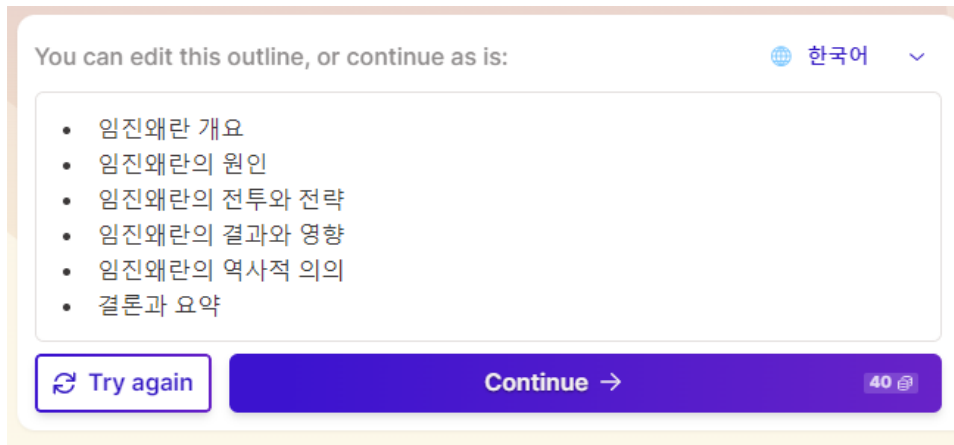 You can edit this outline, or continue as is:
한국어
임진왜란 개요
임진왜란의 원인
임진왜란의 전투와 전략
임진왜란의 결과와 영향
임진왜란의 역사적 의의
결론과 요약
Try again
Continue →
40